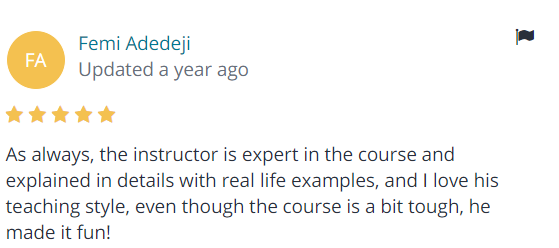 FA
Femi Adedeji
Updated a year ago
As always, the instructor is expert in the course and
explained in details with real life examples, and I love his
teaching style, even though the course is a bit tough, he
made it fun!